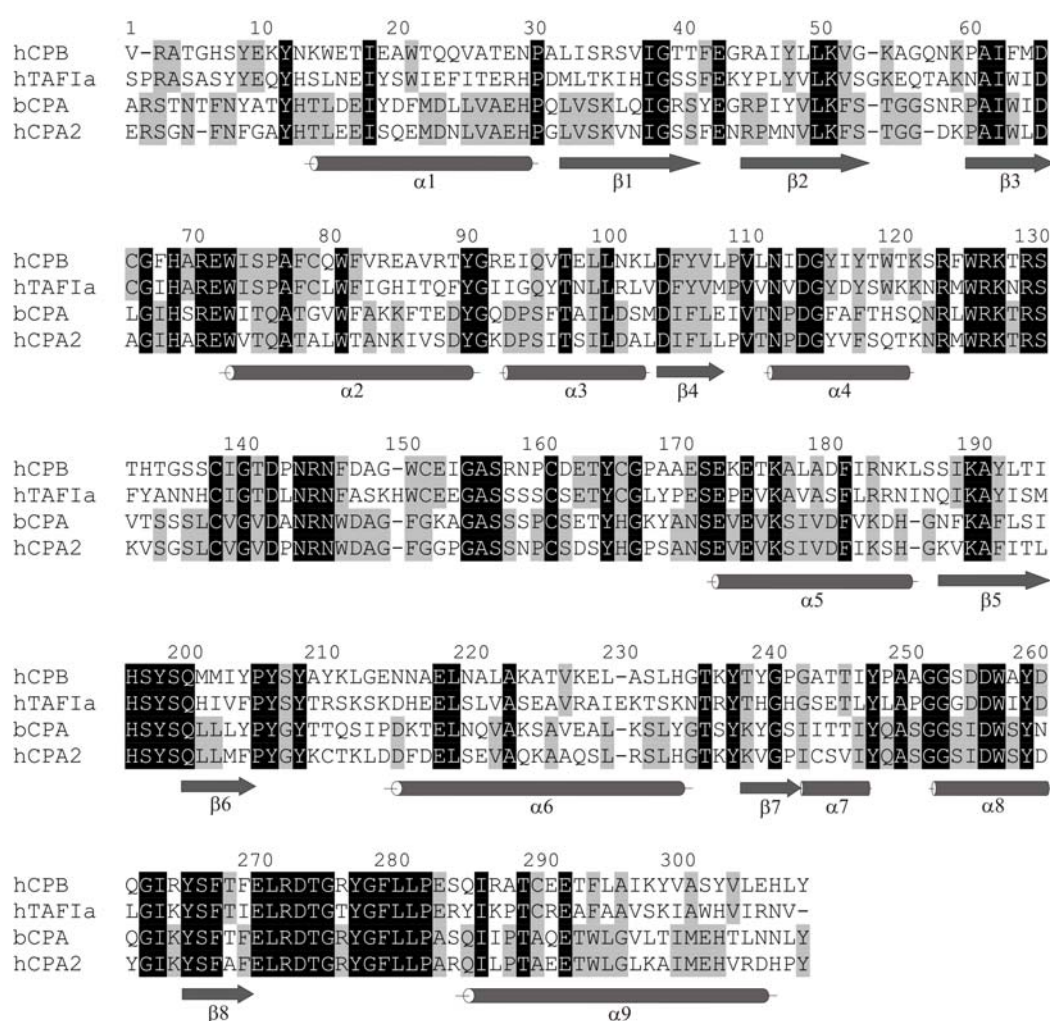 1 10 20 30 40 50 60
hCPB V-RATGHSYEKYNKWETIEAWTQQVATENPALISRSVIGTTFEGRAIYLLKVG-KAGQNKPAIFMD
hTAFIa SPRASASYYEQYHSLNEIYSWIEFITERHPDMLTKIHIGSSFEKYPLYVLKVSGKEQTAKNAIWID
bCPA ARSTNTFNYATYHTLDEIYDFMDLLVAEHPQLVSKLQIGRSYEGRPIYVLKFS-TGGSNRPAIWID
hCPA2 ERSGN-FNFGAYHTLEEISQEMDNLVAEHPGLVSKVNIGSSFENRPMNVLKFS-TGG-DKPAIWLD
α1 β1 β2 β3
70 80 90 100 110 120 130
hCPB CGFHAREWISPAFCQWFVREAVRTYGREIQVTELLNKLDFYVLPVLNIDGYIYTWTKSRFWRKTRS
hTAFIa CGIHAREWISPAFCLWFIGHITQFYGIIGQYTNLLRLVDFYVMPVVNVDGYDYSWKKNRMWRKNRS
bCPA LGIHSREWITQATGVWFAKKFTEDYGQDPSFTAILDSMDIFLEIVTNPDGFAFTHSQNRLWRKTRS
hCPA2 AGIHAREWVTQATALWTANKIVSDYGKDPSITSILDALDIFLLPVTNPDGYVFSQTKNRMWRKTRS
α2 α3 β4 α4
140 150 160 170 180 190
hCPB THTGSSCIGTDPNRNFDAG-WCEIGASRNPCDETYCGPAAESEKETKALADFIRNKLSSIKAYLTI
hTAFIa FYANNHCIGTDLNRNFASKHWCEEGASSSSCSETYCGLYPESEPEVKAVASFLRRNINQIKAYISM
bCPA VTSSSLCVGVDANRNWDAG-FGKAGASSSPCSETYHGKYANSEVEVKSIVDFVKDH-GNFKAFLSI
hCPA2 KVSGSLCVGVDPNRNWDAG-FGGPGASSNPCSDSYHGPSANSEVEVKSIVDFIKSH-GKVKAFITL
α5 β5
200 210 220 230 240 250 260
hCPB HSYSQMMIYPYSYAYKLGENNAELNALAKATVKEL-ASLHGTKYTYGPGATTIYPAAGGSDDWAYD
hTAFIa HSYSQHIVFPYSYTRSKSKDHEELSLVASEAVRAIEKTSKNTRYTHGHGSETLYLAPGGGDDWIYD
bCPA HSYSQLLLYPYGYTTQSIPDKTELNQVAKSAVEAL-KSLYGTSYKYGSIITTIYQASGGSIDWSYN
hCPA2 HSYSQLLMFPYGYKCTKLDDFDELSEVAQKAAQSL-RSLHGTKYKVGPICSVIYQASGGSIDWSYD
β6 α6 β7 α7 α8
270 280 290 300
hCPB QGIRYSFTFELRDTGRYGFLLPESQIRATCEETFLAIKYVASYVLEHLY
hTAFIa LGIKYSFTIELRDTGTYGFLLPERYIKPTCREAFAAVSKIAWHVIRNV-
bCPA QGIKYSFTFELRDTGRYGFLLPASQIIPTAQETWLGVLTIMEHTLNNLY
hCPA2 YGIKYSFAFELRDTGRYGFLLPARQILPTAEETWLGLKAIMEHVRDHPY
β8 α9